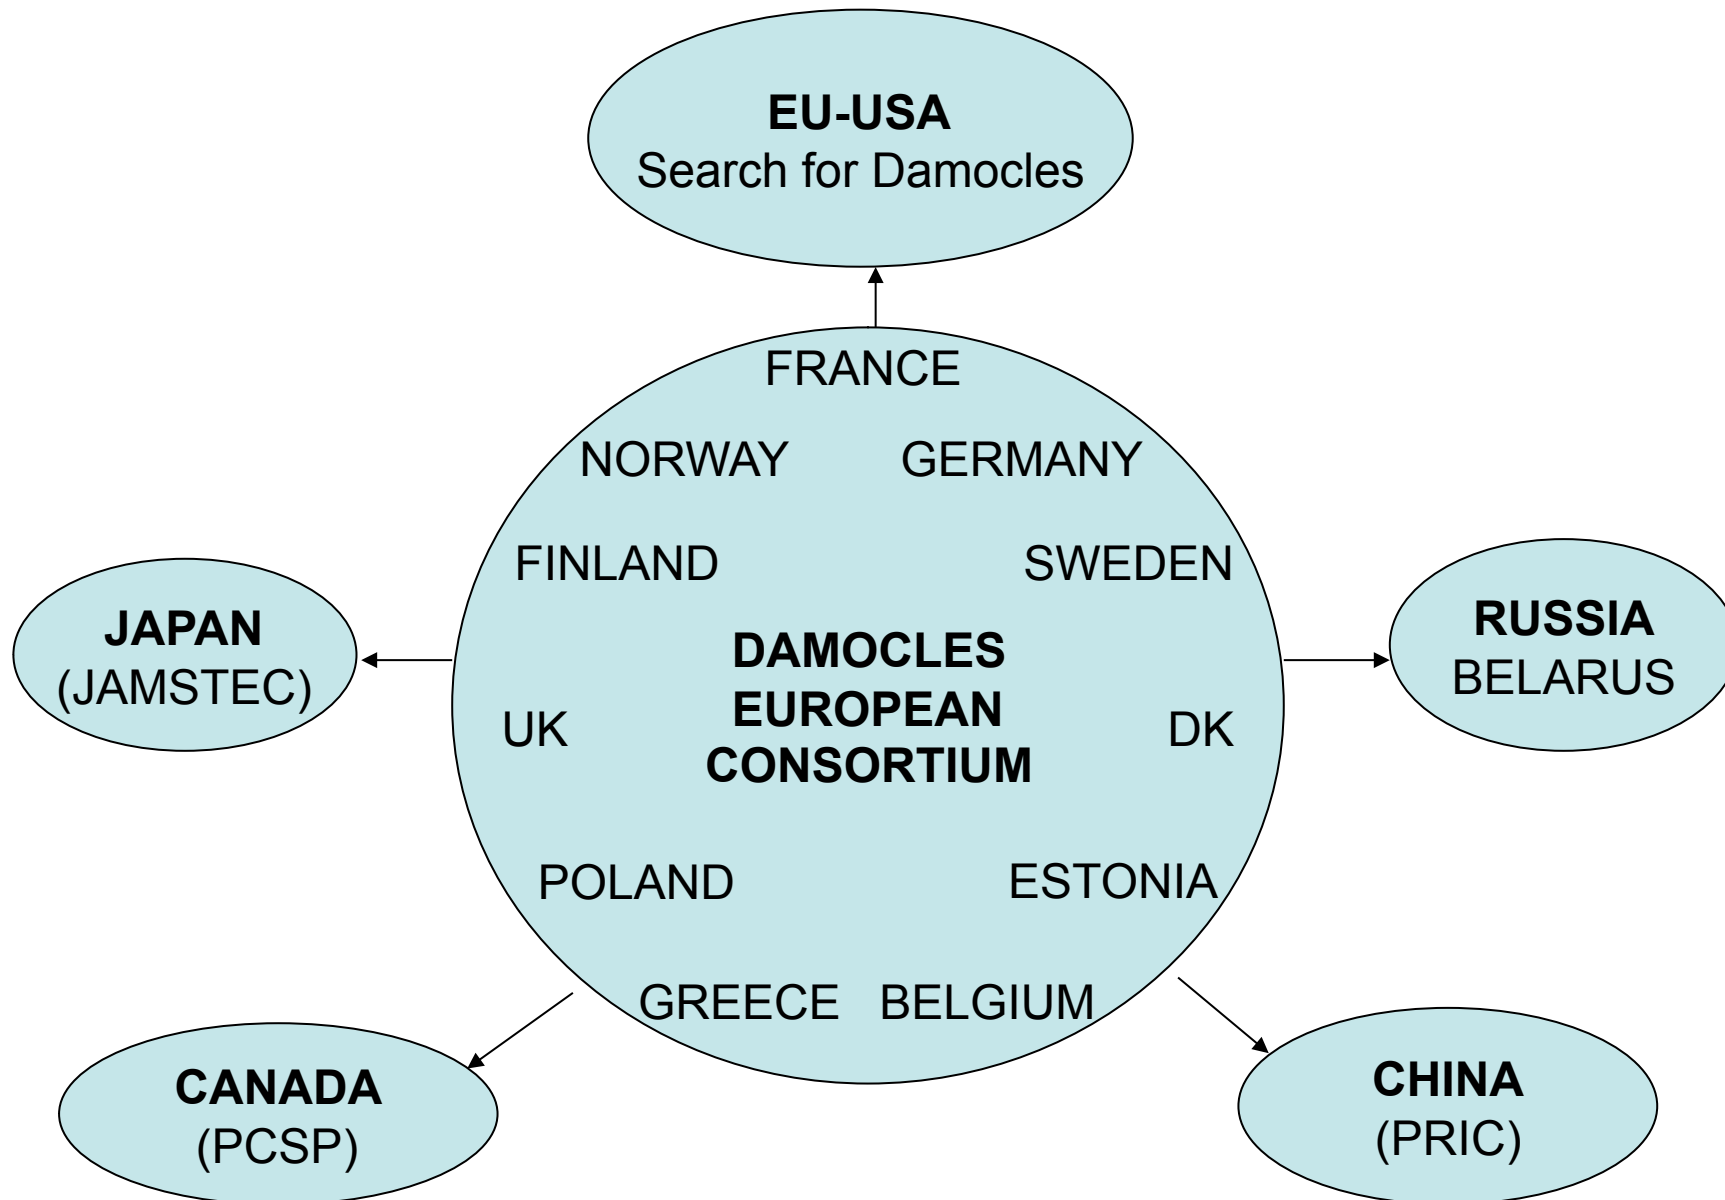 EU-USA
Search for Damocles
FRANCE
NORWAY GERMANY
FINLAND SWEDEN
JAPAN
(JAMSTEC)
DAMOCLES
EUROPEAN
CONSORTIUM
RUSSIA
BELARUS
UK DK
POLAND ESTONIA
GREECE BELGIUM
CANADA
(PCSP)
CHINA
(PRIC)